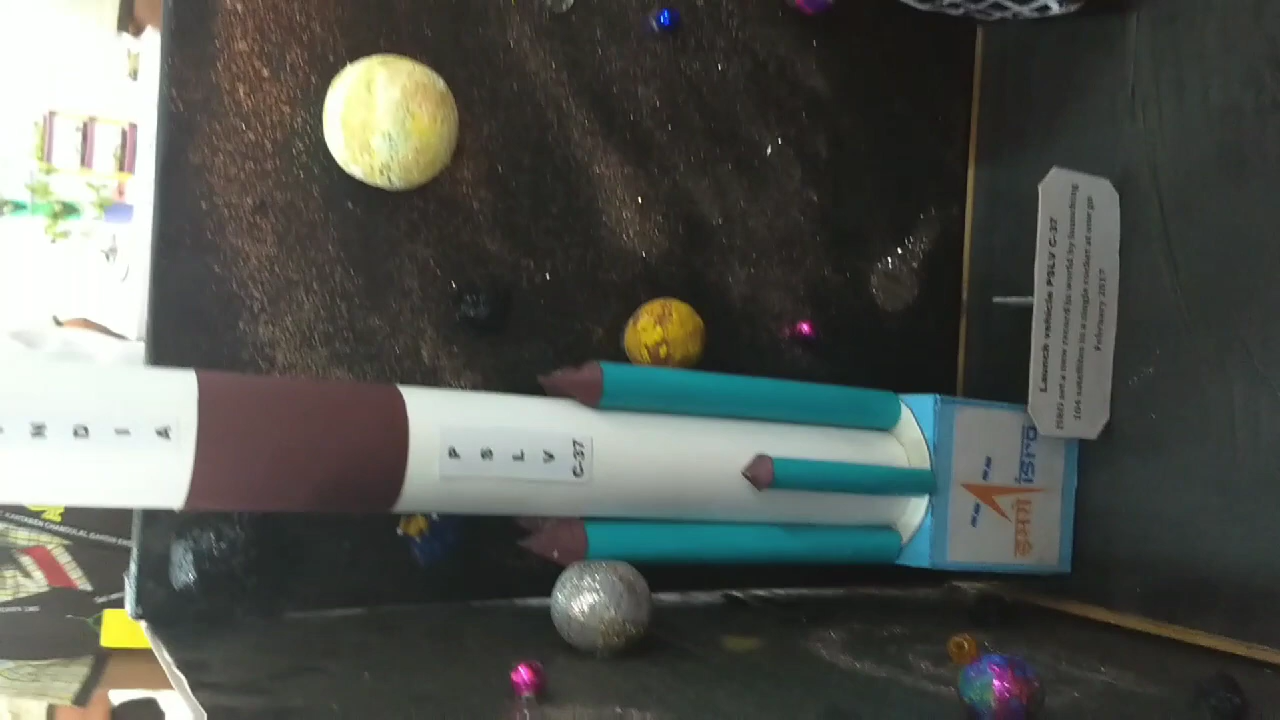 I N D I A
P S L V
C-37
इसरो isro
Launch vehicle PSLV C-37
ISRO set a new record in world by launching
104 satellites in a single rocket at one go
February 2017